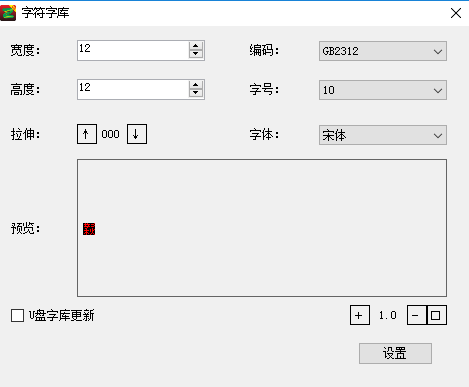 字符字库
宽度： 12 编码： GB2312
高度： 12 字号： 10
拉伸： ↑ 000 ↓ 字体： 宋体
预览：
U盘字库更新 + 1.0 - □
设置